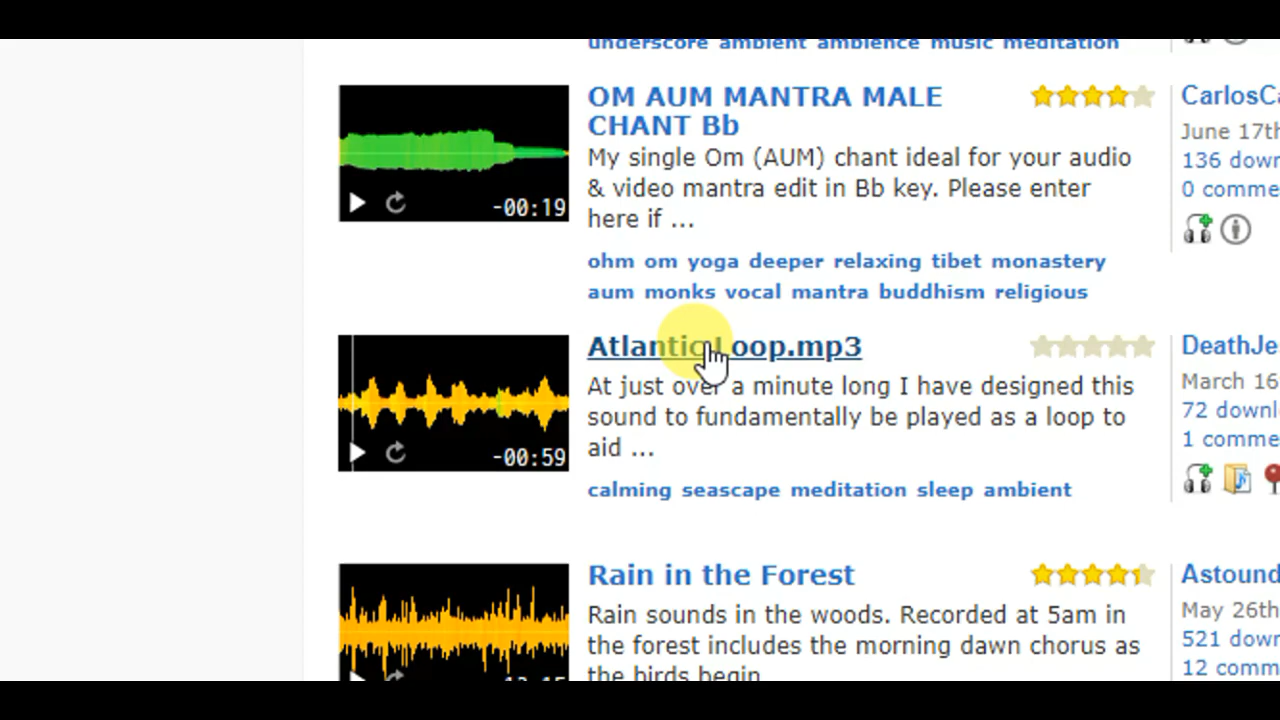 underscore ambient ambience music meditation
OM AUM MANTRA MALE
CHANT Bb
My single Om (AUM) chant ideal for your audio
& video mantra edit in Bb key. Please enter
here if ...
ohm om yoga deeper relaxing tibet monastery
aum monks vocal mantra buddhism religious
-00:19
CarlosCa
June 17th
136 down
0 comme
Atlantic Loop.mp3
At just over a minute long I have designed this
sound to fundamentally be played as a loop to
aid ...
calming seascape meditation sleep ambient
-00:59
DeathJe
March 16
72 downl
1 comme
Rain in the Forest
Rain sounds in the woods. Recorded at 5am in
the forest includes the morning dawn chorus as
the birds begin
Astound
May 26th
521 down
12 comm